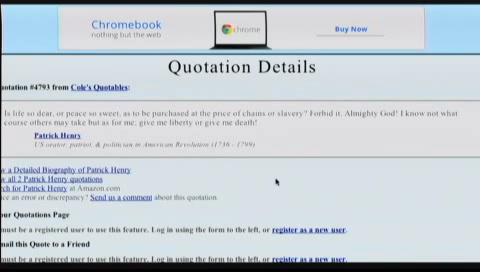 Chromebook
nothing but the web
chrome
Buy Now
Quotation Details
otation #4793 from Cole's Quotables:
Is life so dear, or peace so sweet, as to be purchased at the price of chains or slavery? Forbid it, Almighty God! I know not what
course others may take but as for me; give me liberty or give me death!
Patrick Henry
US orator, patriot, & politician in American Revolution (1736 - 1799)
w a Detailed Biography of Patrick Henry
w all 2 Patrick Henry quotations
rch for Patrick Henry at Amazon.com
ice an error or discrepancy? Send us a comment about this quotation.
our Quotations Page
must be a registered user to use this feature. Log in using the form to the left, or register as a new user.
mail this Quote to a Friend
must be a registered user to use this feature. Log in using the form to the left, or register as a new user.